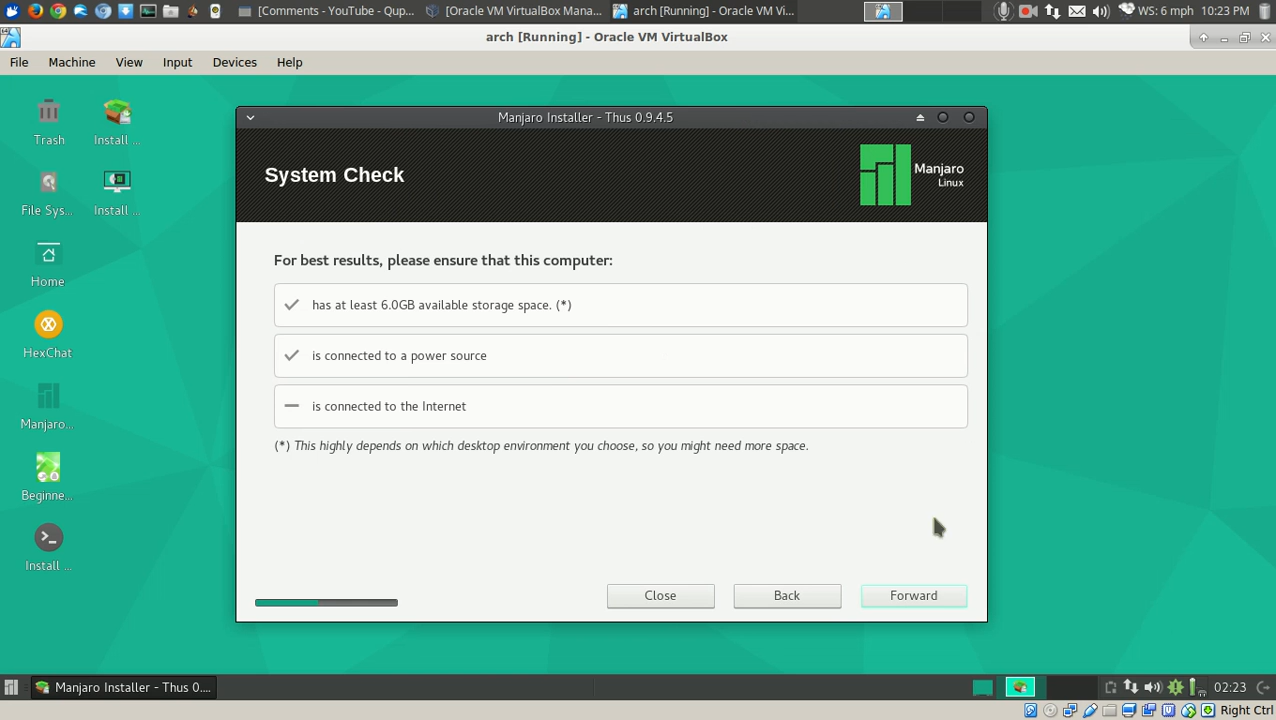 [Comments - YouTube - Qup...
[Oracle VM VirtualBox Mana...
arch [Running] - Oracle VM Vi...
WS: 6 mph
10:23 PM
arch [Running] - Oracle VM VirtualBox
File
Machine
View
Input
Devices
Help
Trash
Install ...
File Sys...
Install ...
Home
HexChat
Manjaro...
Beginne...
Install ...
Manjaro Installer - Thus 0.9.4.5
System Check
Manjaro
Linux
For best results, please ensure that this computer:
has at least 6.0GB available storage space. (*)
is connected to a power source
is connected to the Internet
(*) This highly depends on which desktop environment you choose, so you might need more space.
Close
Back
Forward
Manjaro Installer - Thus 0....
02:23
Right Ctrl